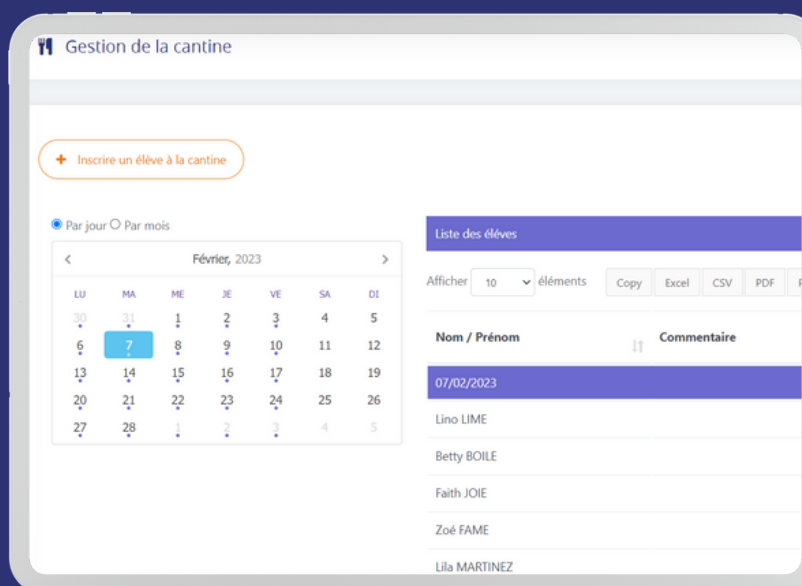 Gestion de la cantine
+ Inscrire un élève à la cantine
Par jour Par mois
Février, 2023
LU MA ME JE VE SA DI
30 31 1 2 3 4 5
6 7 8 9 10 11 12
13 14 15 16 17 18 19
20 21 22 23 24 25 26
27 28 1 2 3 4 5
Liste des éléves
Afficher 10 éléments Copy Excel CSV PDF
Nom / Prénom Commentaire
07/02/2023
Lino LIME
Betty BOILE
Faith JOIE
Zoé FAME
Lila MARTINEZ